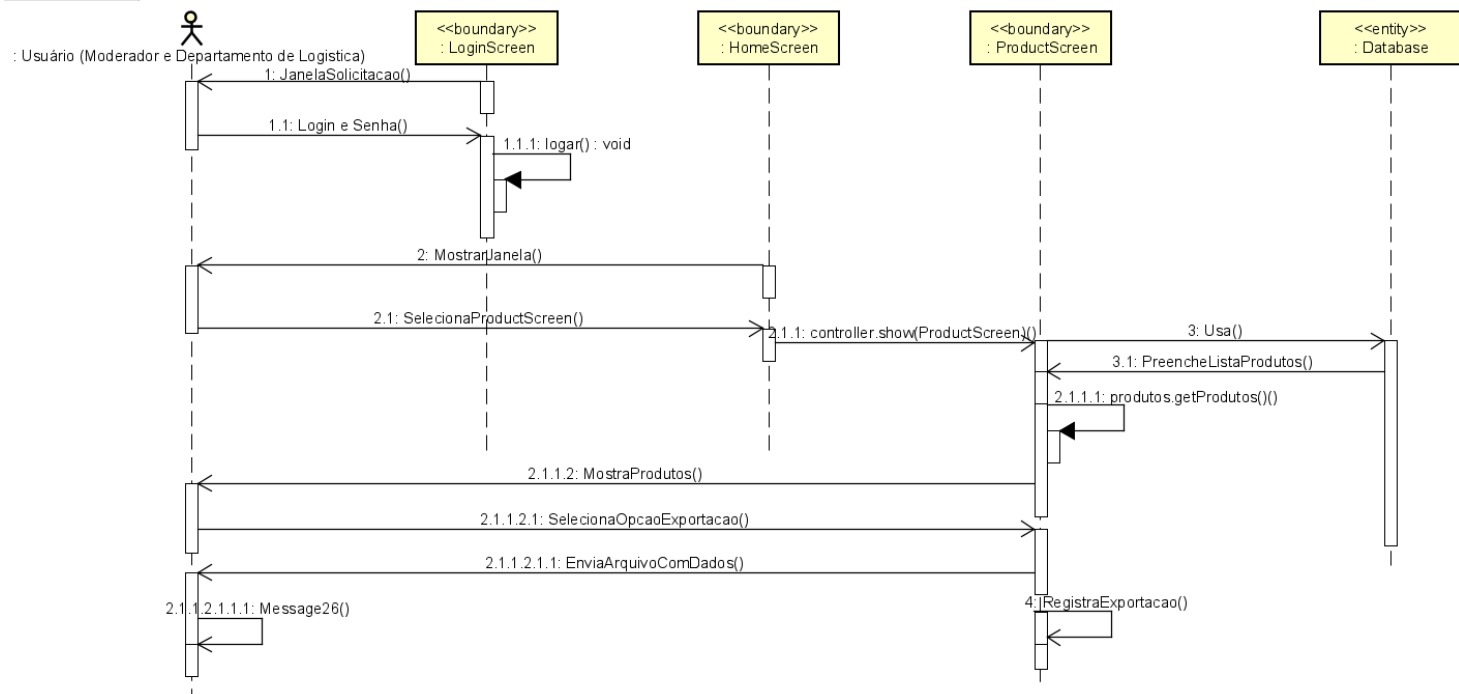 <<boundary>>
: LoginScreen
<<boundary>>
: HomeScreen
<<boundary>>
: ProductScreen
<<entity>>
: Database
: Usuário (Moderador e Departamento de Logistica)
1: JanelaSolicitacao()
1.1: Login e Senha()
1.1.1: logar() : void
2: MostrarJanela()
2.1: SelecionaProductScreen()
2.1.1: controller.show(ProductScreen)()
3: Usa()
3.1: PreencheListaProdutos()
2.1.1.1: produtos.getProdutos()()
2.1.1.2: MostraProdutos()
2.1.1.2.1: SelecionaOpcaoExportacao()
2.1.1.2.1.1: EnviaArquivoComDados()
2.1.1.2.1.1.1: Message26()
4: RegistraExportacao()